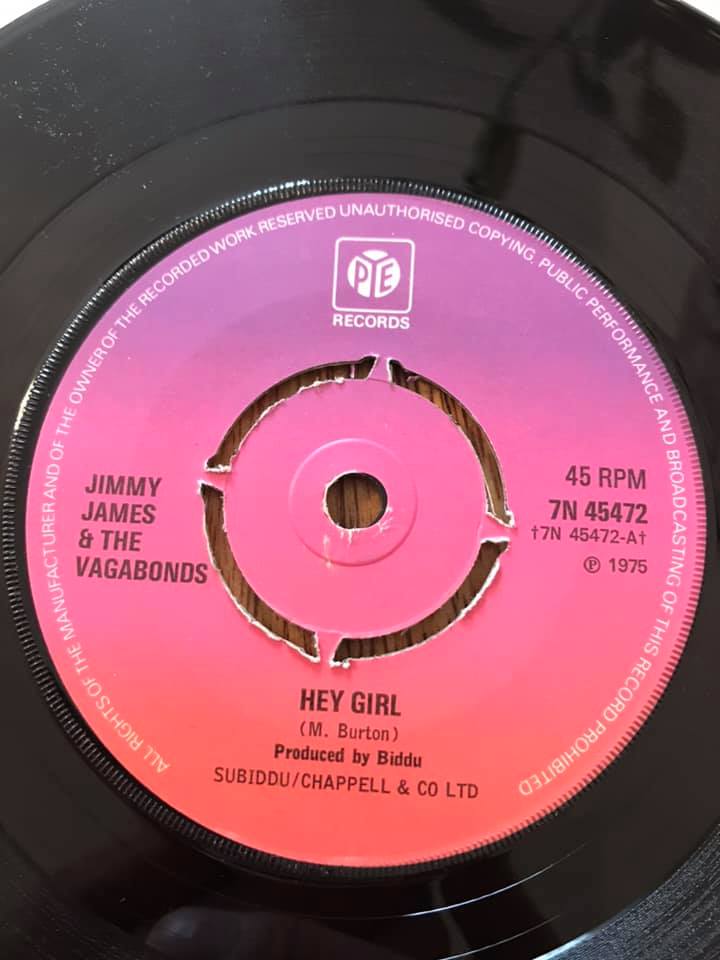 ALL RIGHTS OF THE MANUFACTURER AND OF THE OWNER OF THE RECORDED WORK RESERVED UNAUTHORISED COPYING, PUBLIC PERFORMANCE AND BROADCASTING OF THIS RECORD PROHIBITED
PYE
RECORDS
JIMMY
JAMES
& THE
VAGABONDS
45 RPM
7N 45472
†7N 45472-A†
℗ 1975
HEY GIRL
(M. Burton)
Produced by Biddu
SUBIDDU/CHAPPELL & CO LTD